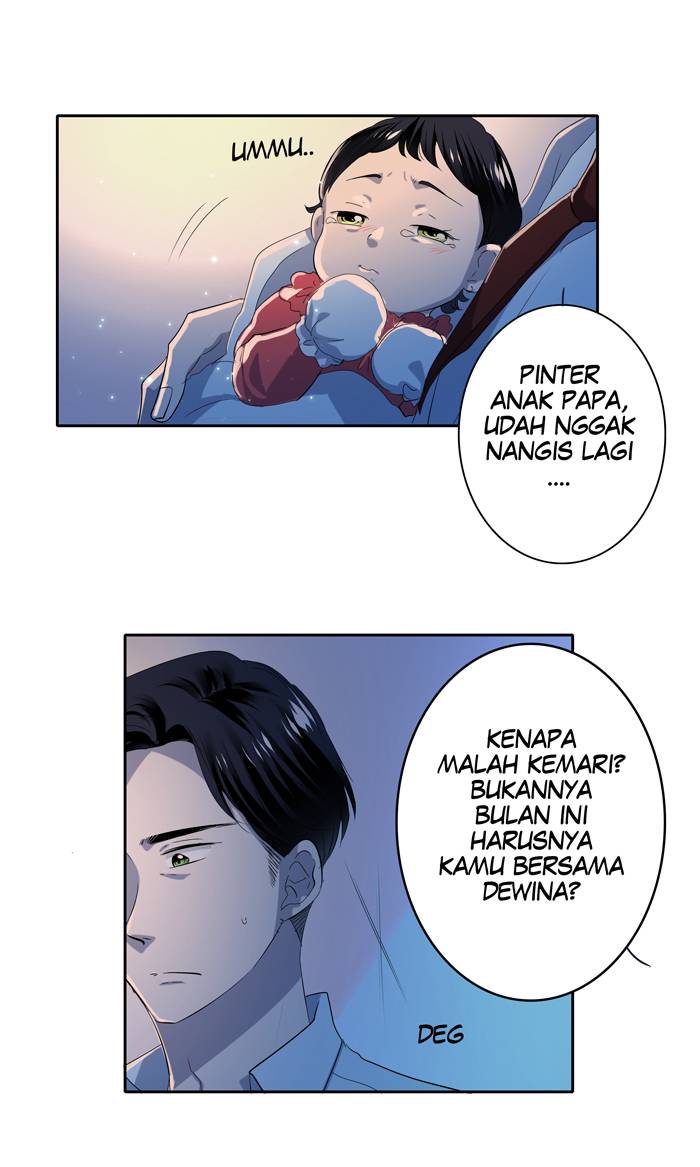 UMMU..
PINTER
ANAK PAPA,
UDAH NGGAK
NANGIS LAGI
....
KENAPA
MALAH KEMARI?
BUKANNYA
BULAN INI
HARUSNYA
KAMU BERSAMA
DEWINA?
DEG